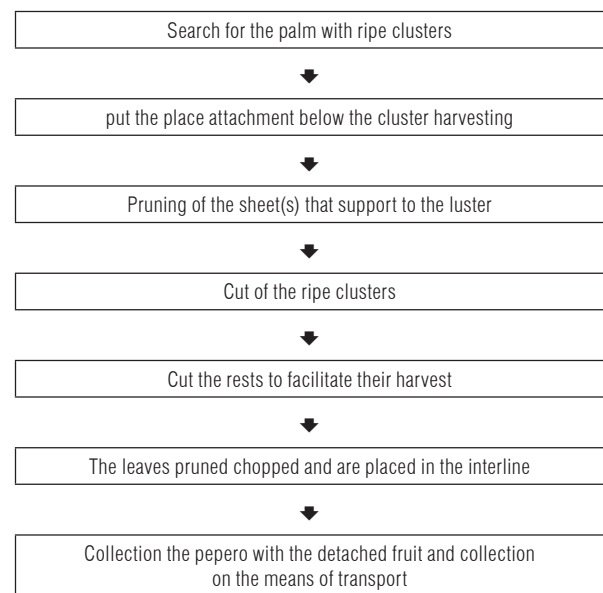 Search for the palm with ripe clusters
put the place attachment below the cluster harvesting
Pruning of the sheet(s) that support to the luster
Cut of the ripe clusters
Cut the rests to facilitate their harvest
The leaves pruned chopped and are placed in the interline
Collection the pepero with the detached fruit and collection
on the means of transport